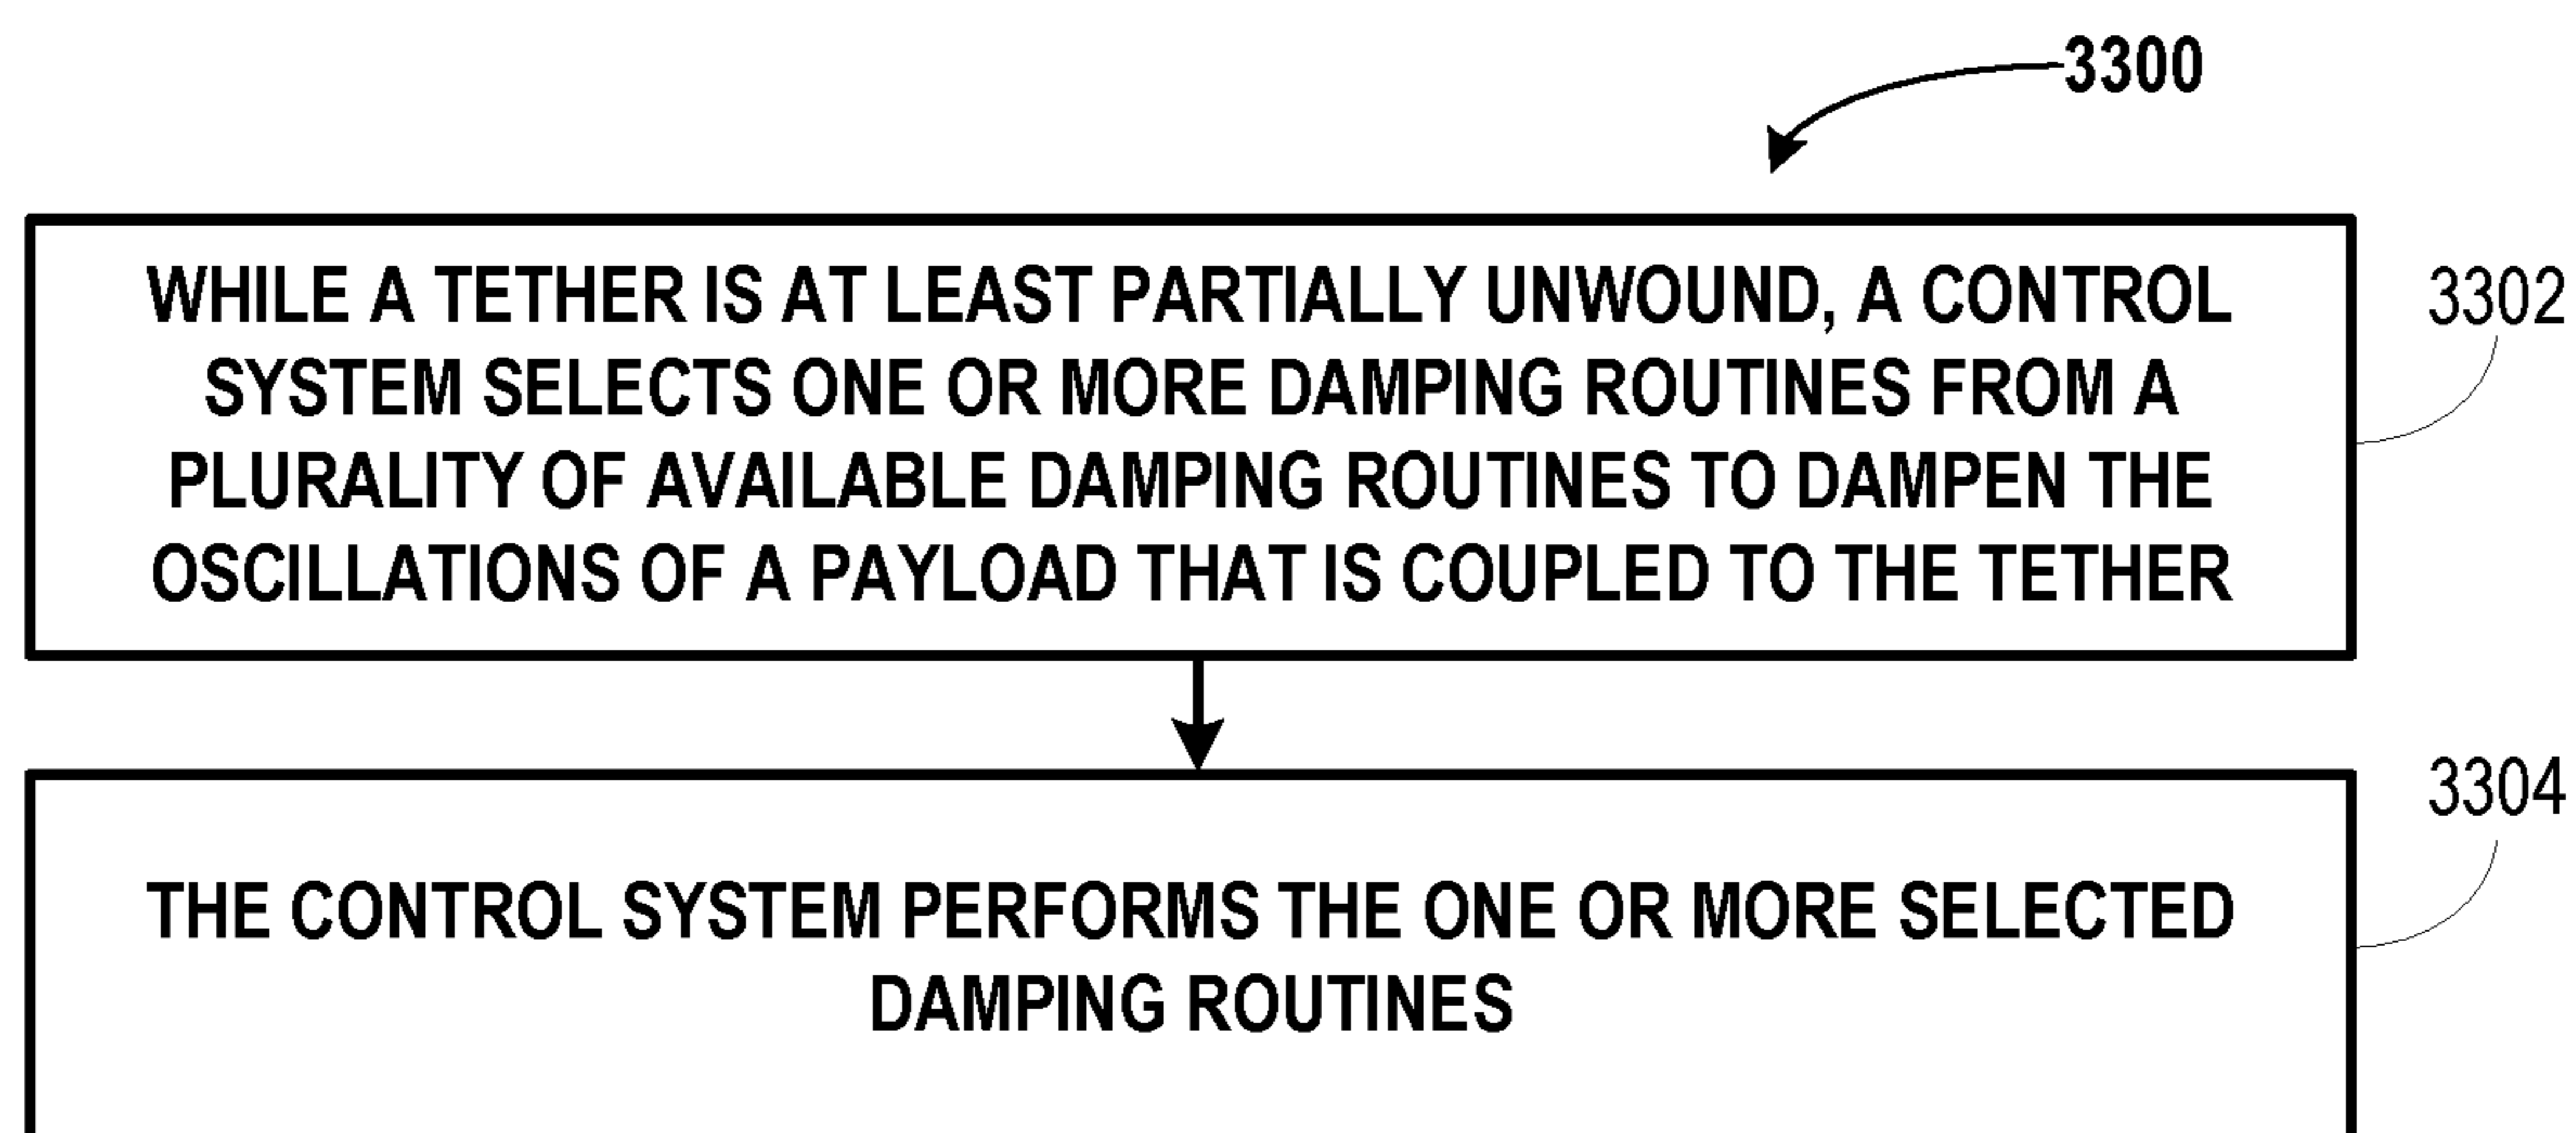 3300
WHILE A TETHER IS AT LEAST PARTIALLY UNWOUND, A CONTROL
SYSTEM SELECTS ONE OR MORE DAMPING ROUTINES FROM A
PLURALITY OF AVAILABLE DAMPING ROUTINES TO DAMPEN THE
OSCILLATIONS OF A PAYLOAD THAT IS COUPLED TO THE TETHER
3302
THE CONTROL SYSTEM PERFORMS THE ONE OR MORE SELECTED
DAMPING ROUTINES
3304